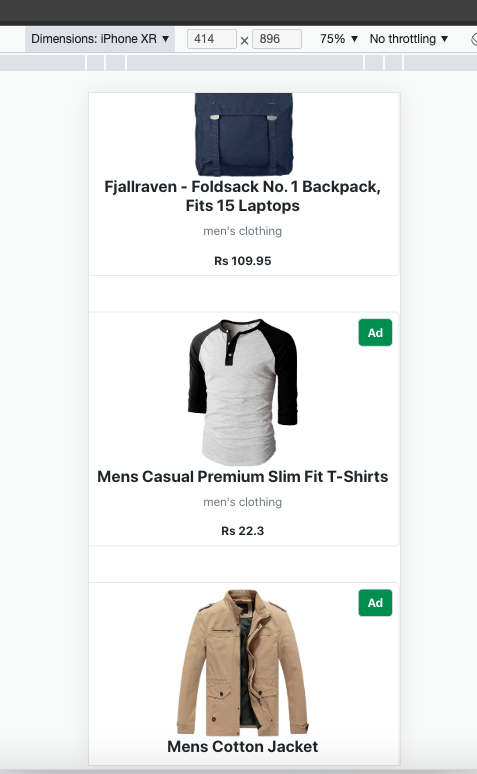 Dimensions: iPhone XR ▼ 414 × 896 75% ▼ No throttling ▼
Fjallraven - Foldsack No. 1 Backpack,
Fits 15 Laptops
men's clothing
Rs 109.95
Ad
Mens Casual Premium Slim Fit T-Shirts
men's clothing
Rs 22.3
Ad
Mens Cotton Jacket